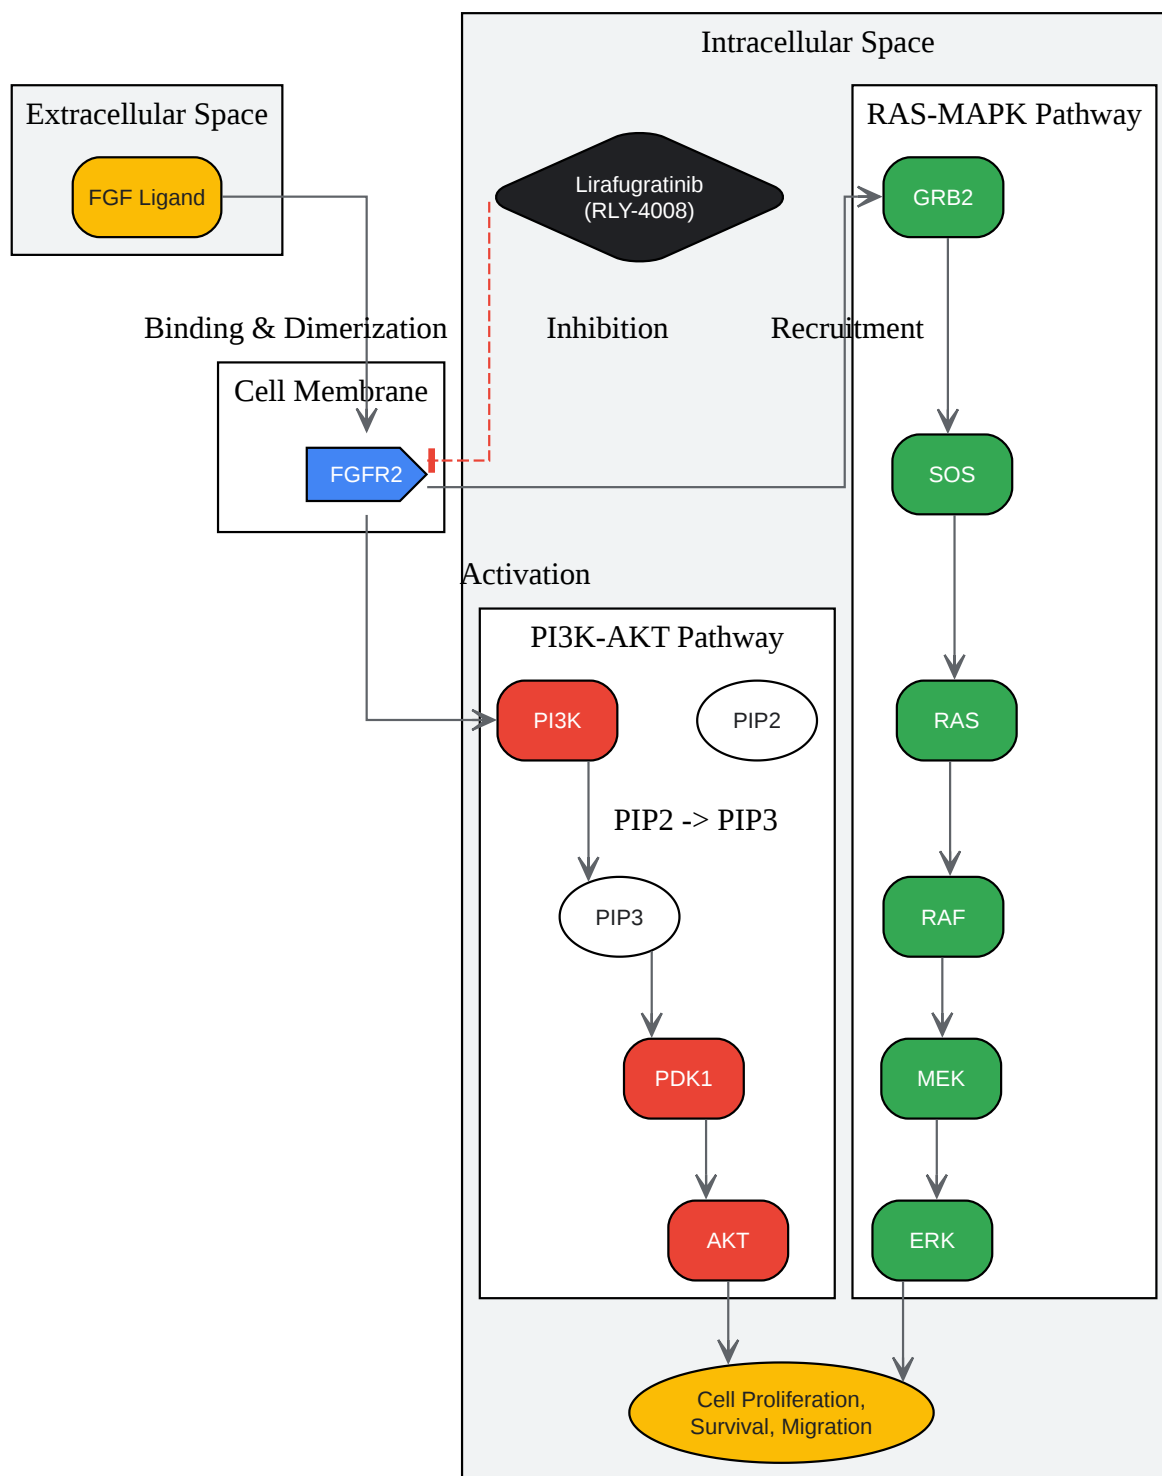 Intracellular Space
Extracellular Space
RAS-MAPK Pathway
FGF Ligand
Lirafugratinib
(RLY-4008)
GRB2
Binding & Dimerization
Inhibition
Recruitment
Cell Membrane
FGFR2
SOS
Activation
PI3K-AKT Pathway
PI3K
PIP2
RAS
PIP2 -> PIP3
PIP3
RAF
PDK1
MEK
AKT
ERK
Cell Proliferation,
Survival, Migration